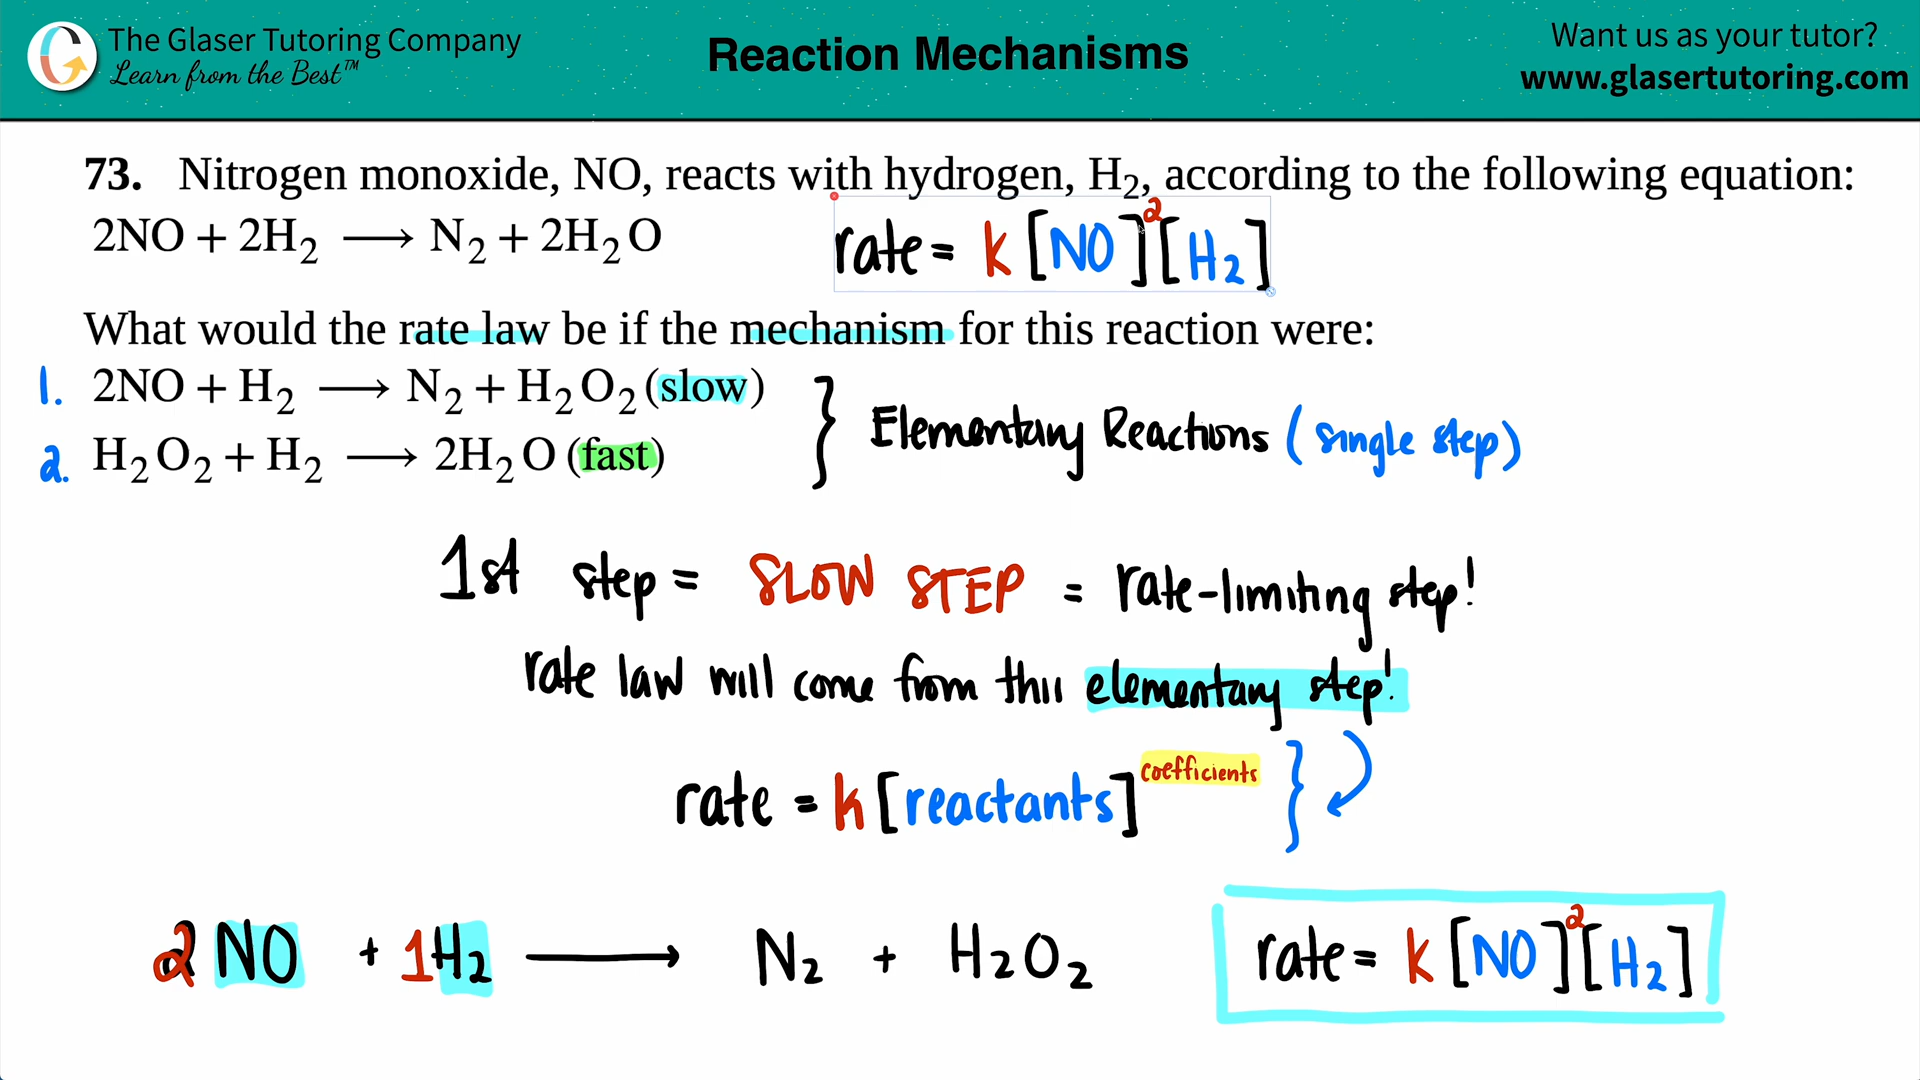 The Glaser Tutoring Company
Learn from the Best™
Reaction Mechanisms
Want us as your tutor?
www.glasertutoring.com
73. Nitrogen monoxide, NO, reacts with hydrogen, H₂, according to the following equation:
2NO + 2H₂ ⟶ N₂ + 2H₂O
rate = k [NO]² [H₂]
What would the rate law be if the mechanism for this reaction were:
1. 2NO + H₂ ⟶ N₂ + H₂O₂ (slow)
2. H₂O₂ + H₂ ⟶ 2H₂O (fast)
} Elementary Reactions (single step)
1st step = SLOW STEP = rate-limiting step!
rate law will come from this elementary step!
rate = k [reactants]^coefficients }
2 NO + 1H₂ ⟶ N₂ + H₂O₂
rate = k [NO]² [H₂]